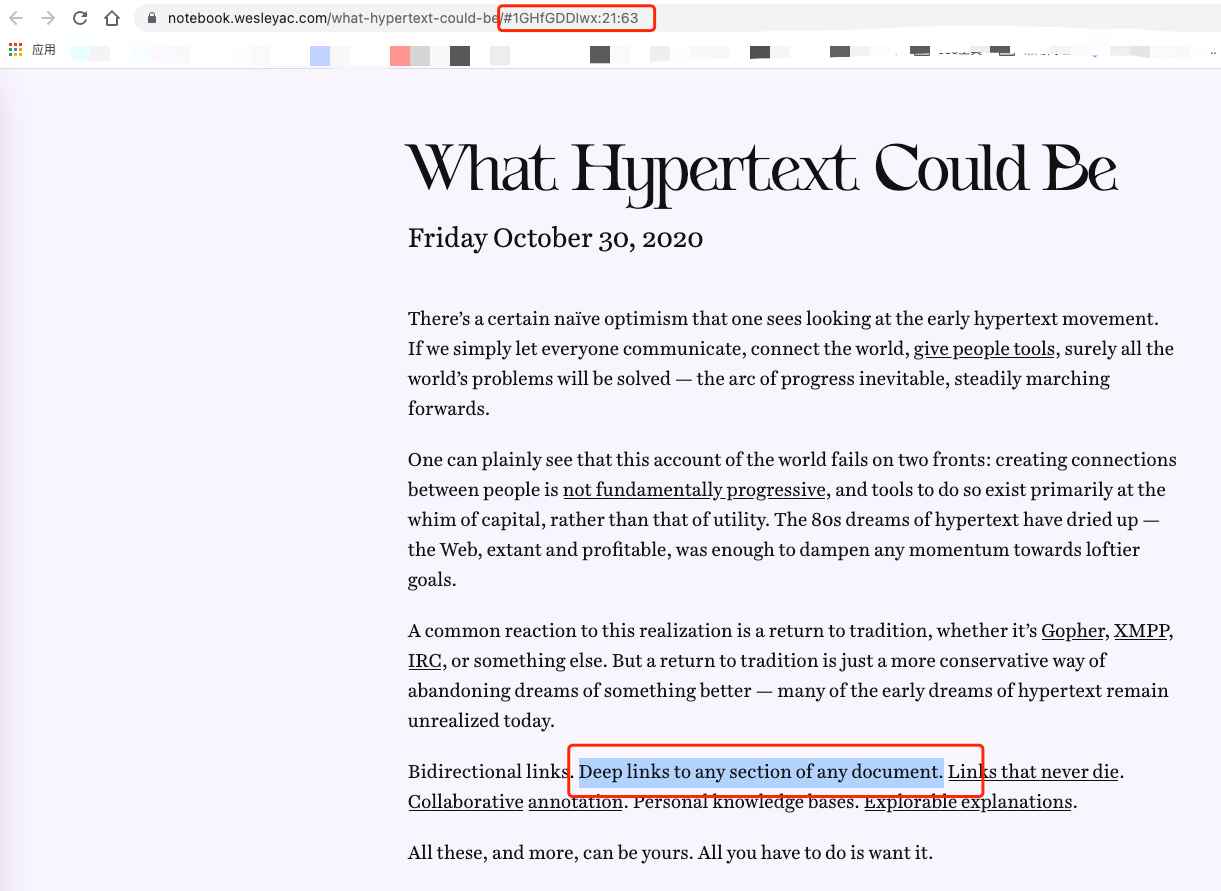 notebook.wesleyac.com/what-hypertext-could-be/#1GHfGDDlwx:21:63
应用
What Hypertext Could Be
Friday October 30, 2020
There’s a certain naïve optimism that one sees looking at the early hypertext movement.
If we simply let everyone communicate, connect the world, give people tools, surely all the
world’s problems will be solved — the arc of progress inevitable, steadily marching
forwards.
One can plainly see that this account of the world fails on two fronts: creating connections
between people is not fundamentally progressive, and tools to do so exist primarily at the
whim of capital, rather than that of utility. The 80s dreams of hypertext have dried up —
the Web, extant and profitable, was enough to dampen any momentum towards loftier
goals.
A common reaction to this realization is a return to tradition, whether it’s Gopher, XMPP,
IRC, or something else. But a return to tradition is just a more conservative way of
abandoning dreams of something better — many of the early dreams of hypertext remain
unrealized today.
Bidirectional links. Deep links to any section of any document. Links that never die.
Collaborative annotation. Personal knowledge bases. Explorable explanations.
All these, and more, can be yours. All you have to do is want it.